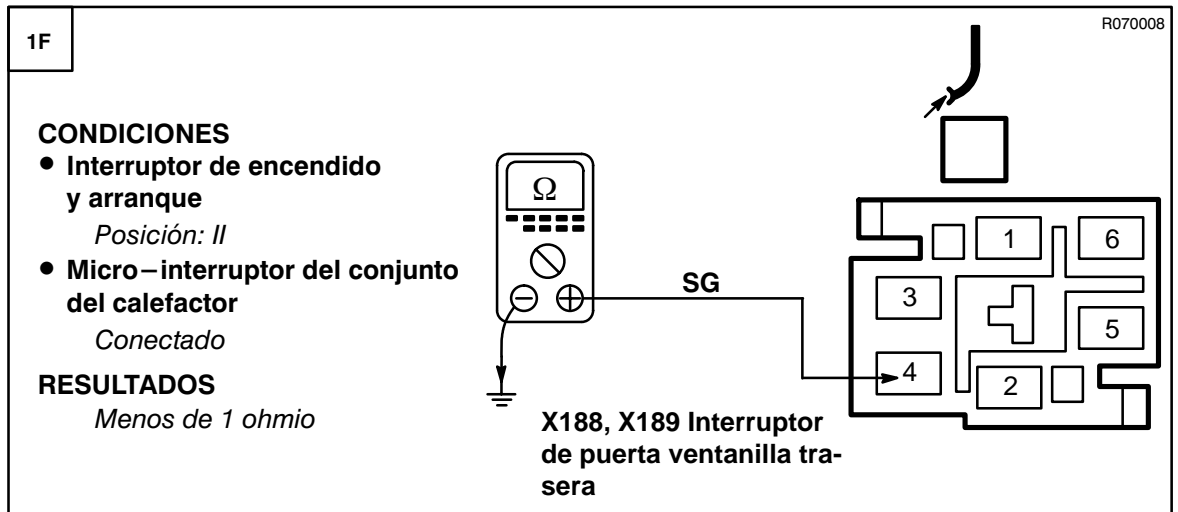 1F
R070008
CONDICIONES
● Interruptor de encendido
y arranque
Posición: II
● Micro–interruptor del conjunto
del calefactor
Conectado
RESULTADOS
Menos de 1 ohmio
Ω
SG
1
6
3
5
4
2
X188, X189 Interruptor
de puerta ventanilla tra-
sera